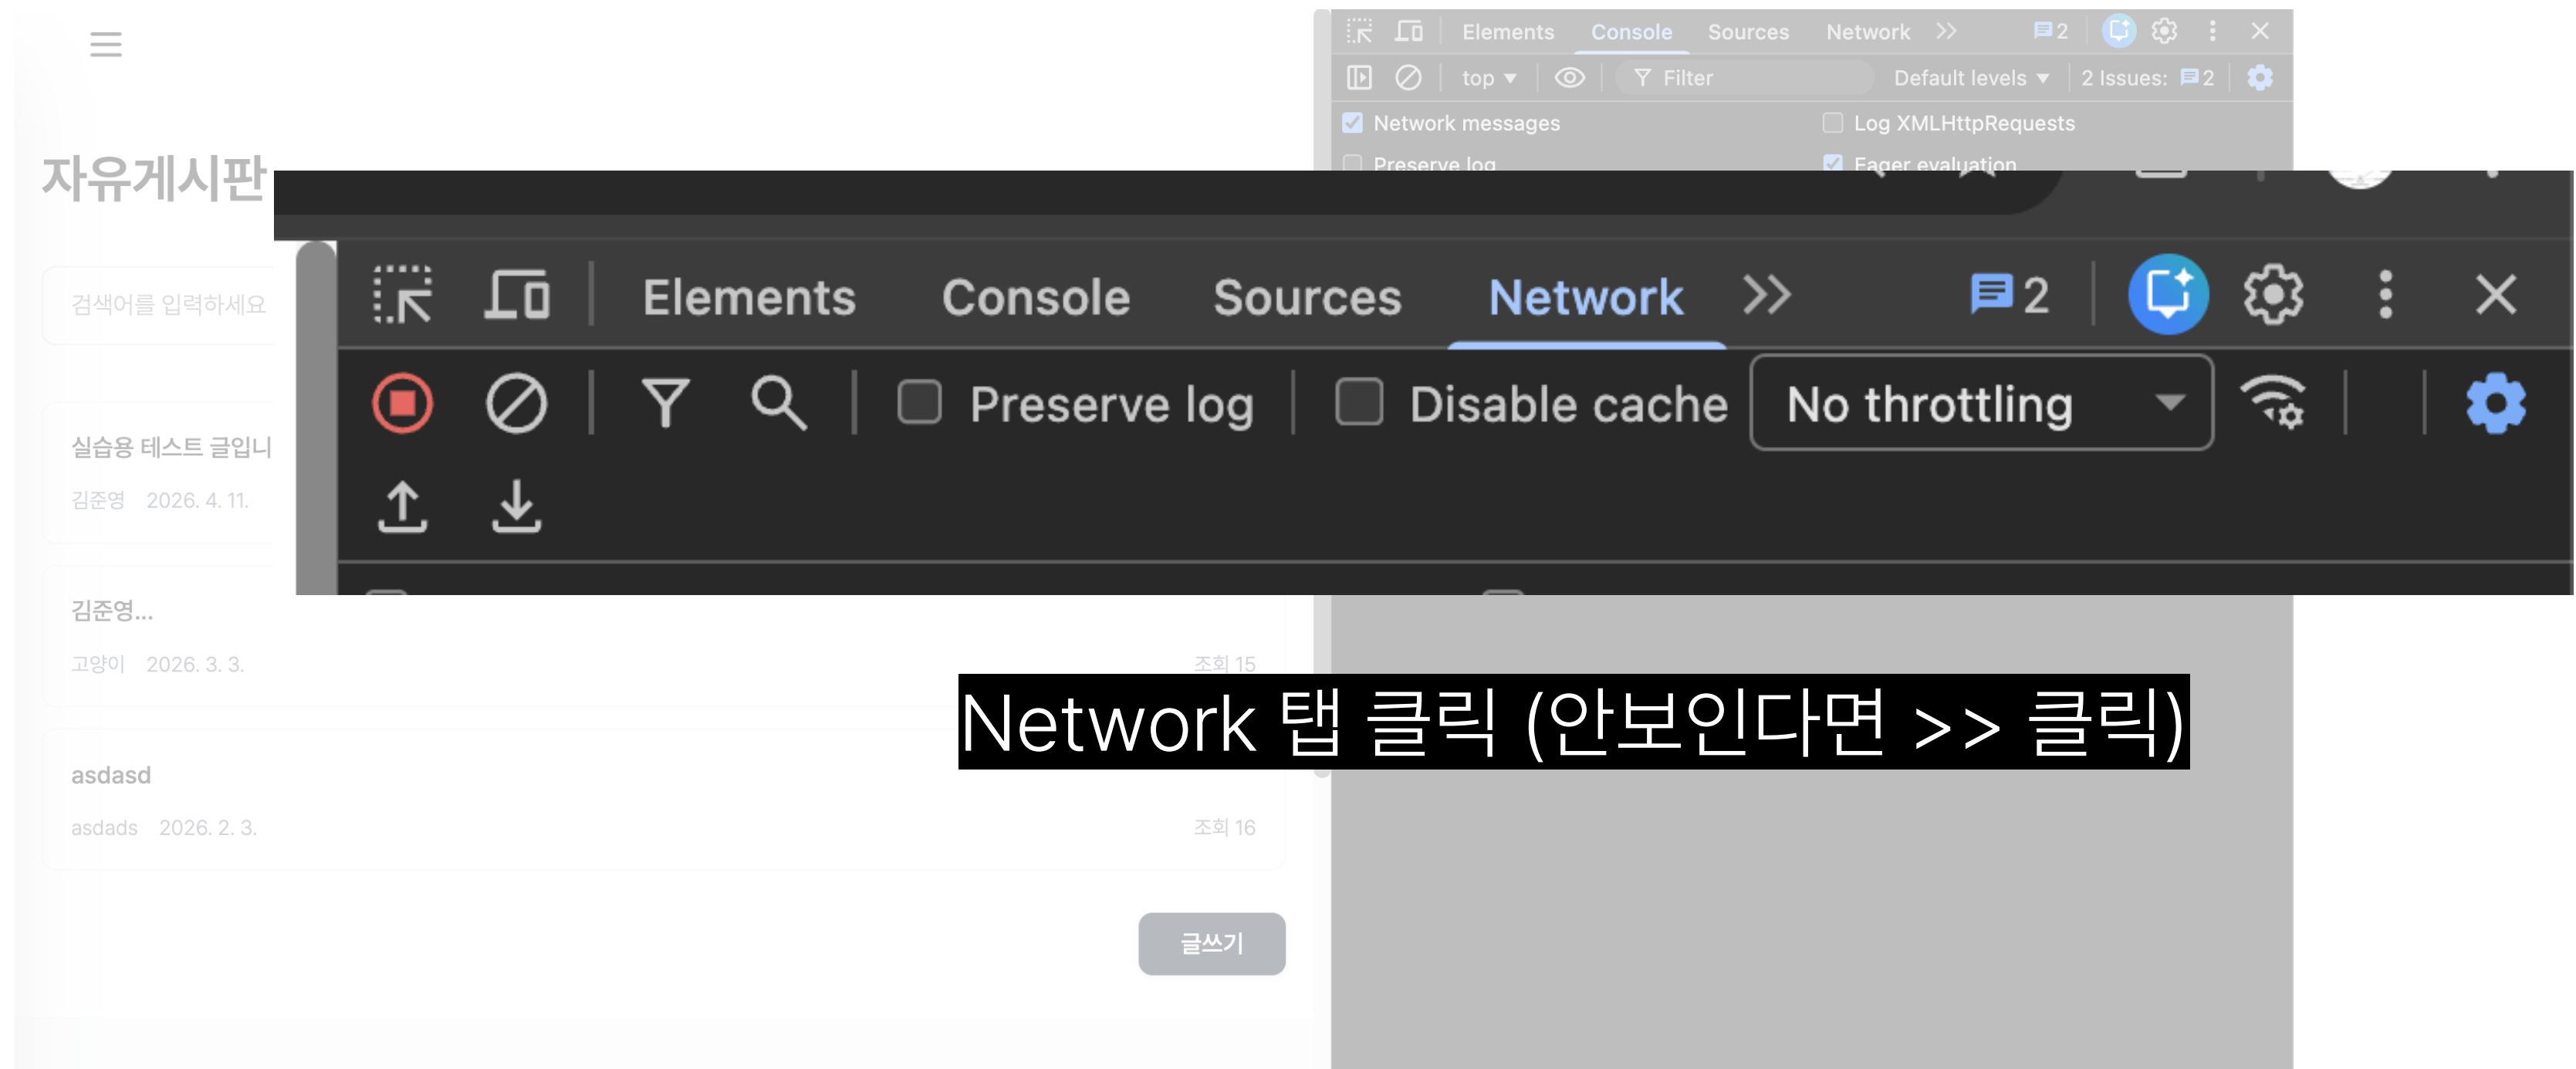 Elements Console Sources Network 2
top Filter Default levels 2 Issues: 2
Network messages Log XMLHttpRequests
Preserve log Eager evaluation
자유게시판
Elements Console Sources Network 2
검색어를 입력하세요
Preserve log Disable cache No throttling
실습용 테스트 글입니
김준영 2026. 4. 11.
김준영...
고양이 2026. 3. 3. 조회 15
Network 탭 클릭 (안보인다면 >> 클릭)
asdasd
asdads 2026. 2. 3. 조회 16
글쓰기